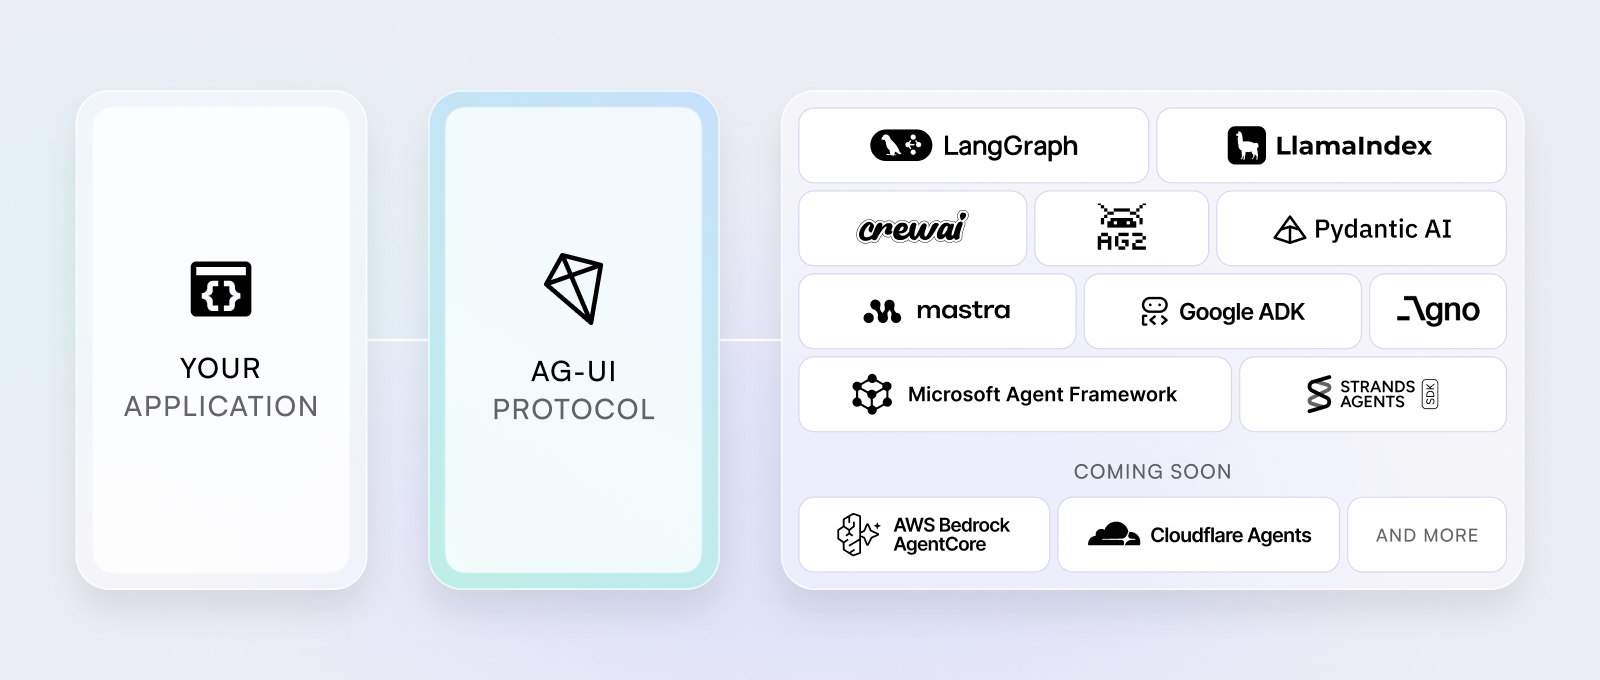 YOUR
APPLICATION
AG-UI
PROTOCOL
LangGraph
LlamaIndex
crewai
AG2
Pydantic AI
mastra
Google ADK
Agno
Microsoft Agent Framework
STRANDS
AGENTS
SDK
COMING SOON
AWS Bedrock
AgentCore
Cloudflare Agents
AND MORE